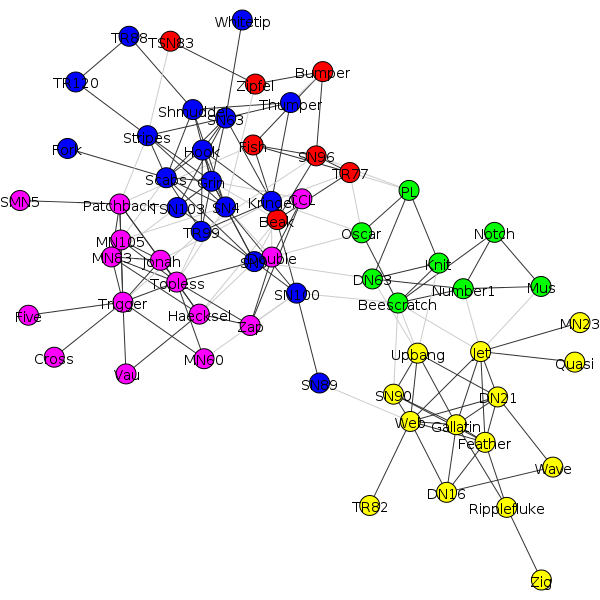 Whitetip
TR88
TSN83
Bumper
TR120
Zipfel
Thumper
Shmuddel
Stripes
Fork
Hook
Fish
SN96
TR77
Scabs
Grin
PL
SMN5
Patchback
TSN103
SN4
Kringel
CCL
Beak
TR99
Oscar
Notch
MN105
MN83
Jonah
Double
Knit
Topless
SN100
DN63
Number1
Mus
Trigger
Beescratch
Five
Haecksel
Zap
MN23
Cross
MN60
Upbang
Jet
Quasi
Vau
SN89
SN90
DN21
Web
Gallatin
Feather
Wave
DN16
TR82
Ripplefluke
Zig